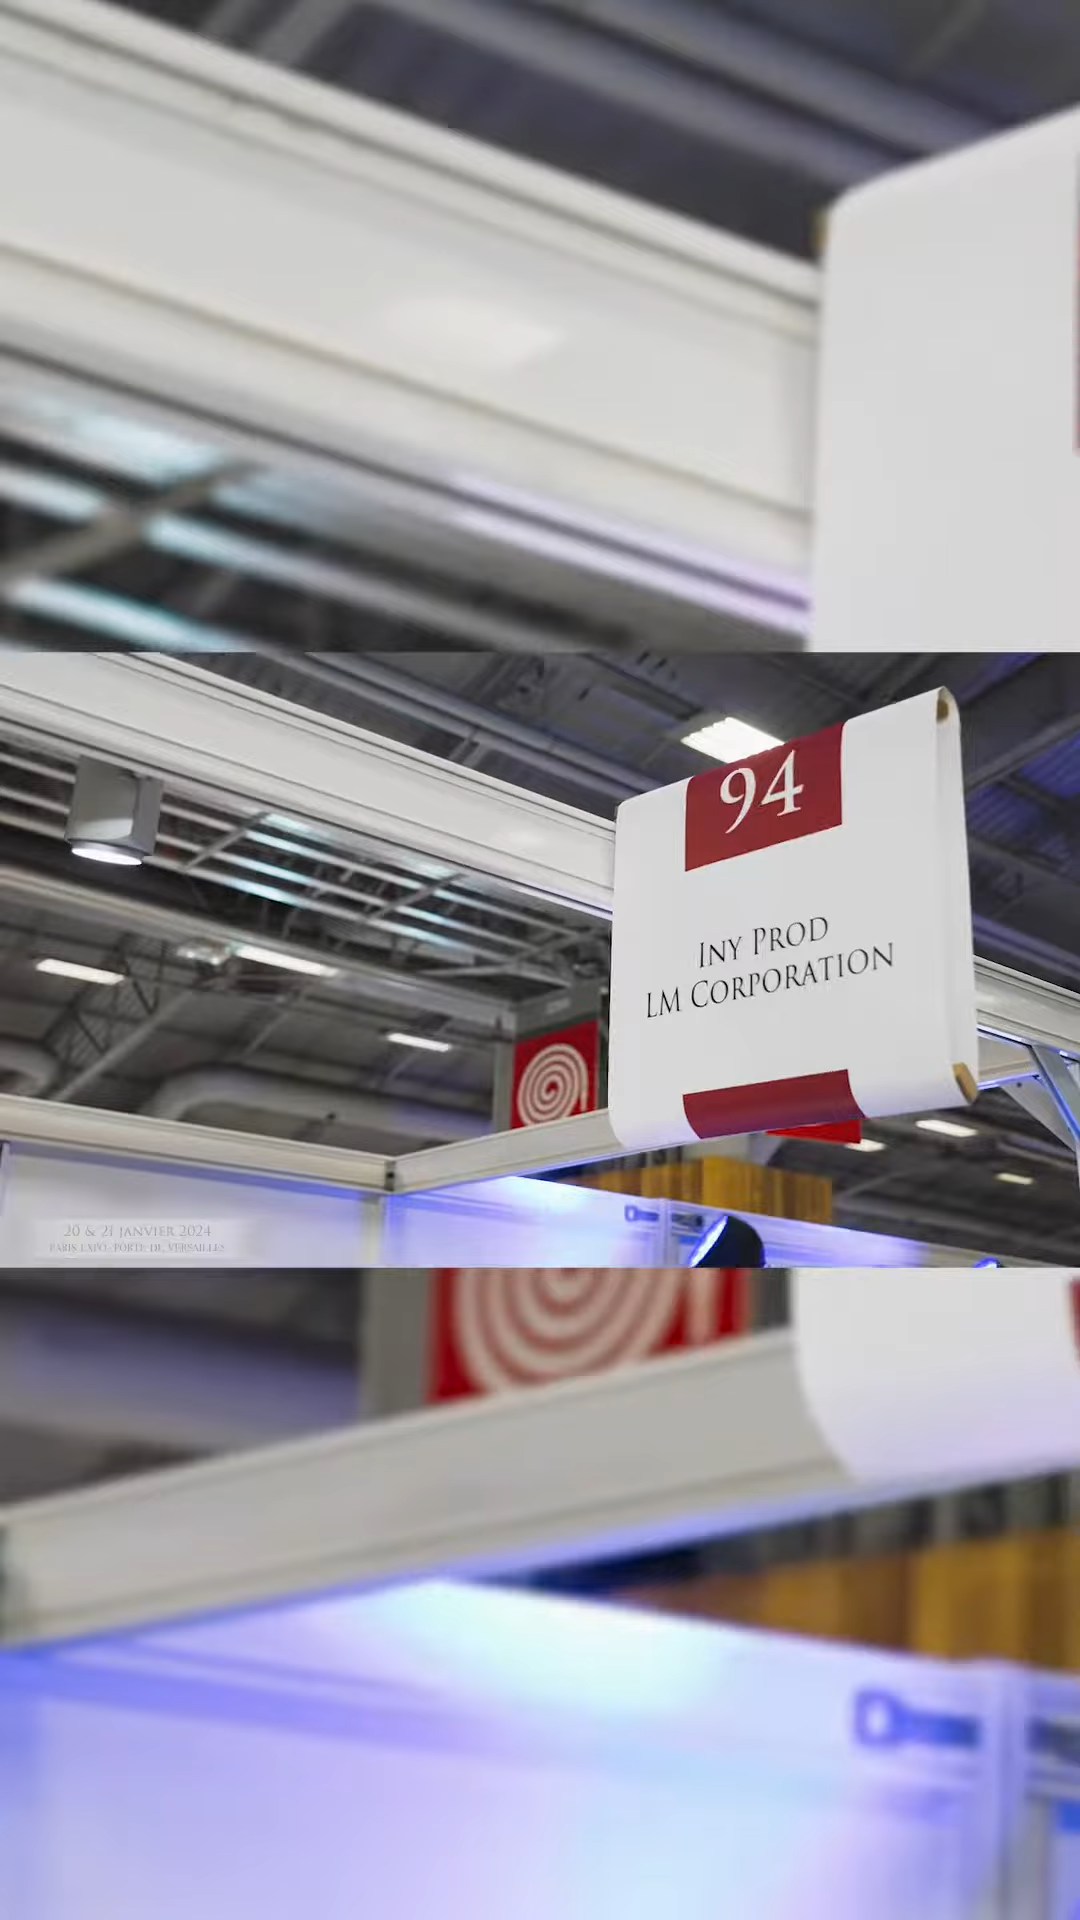 94
INY PROD
LM CORPORATION
20 & 21 JANVIER 2024
PARIS EXPO - PORTE DE VERSAILLES